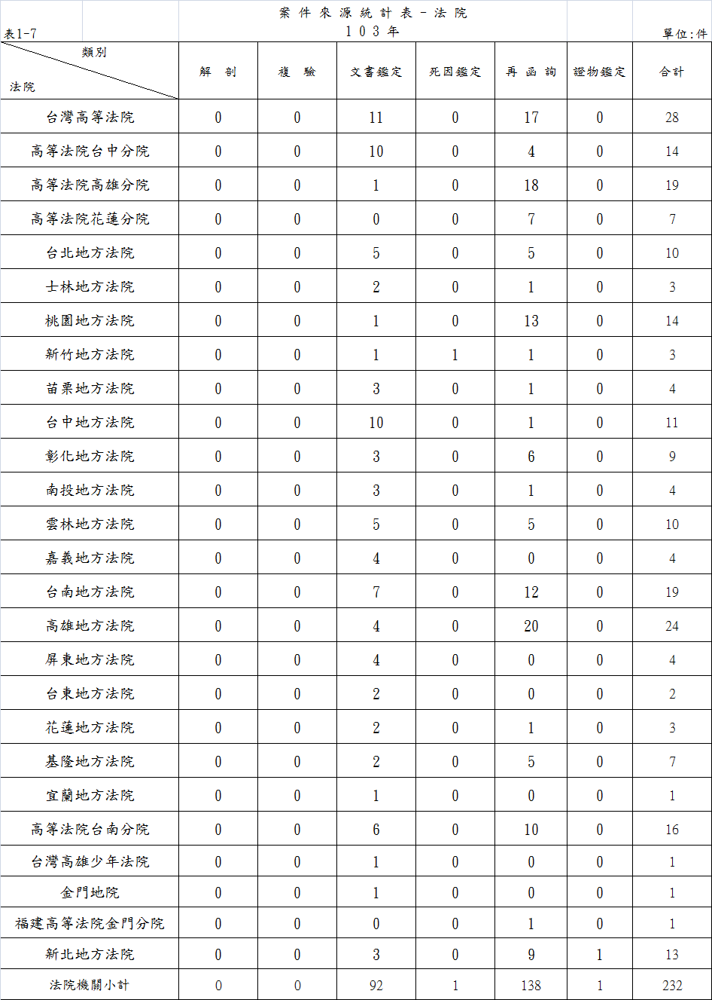 案件來源統計表-法院
103年
表1-7 單位:件
類別
法院 解剖 複驗 文書鑑定 死因鑑定 再函詢 證物鑑定 合計
台灣高等法院 0 0 11 0 17 0 28
高等法院台中分院 0 0 10 0 4 0 14
高等法院高雄分院 0 0 1 0 18 0 19
高等法院花蓮分院 0 0 0 0 7 0 7
台北地方法院 0 0 5 0 5 0 10
士林地方法院 0 0 2 0 1 0 3
桃園地方法院 0 0 1 0 13 0 14
新竹地方法院 0 0 1 1 1 0 3
苗栗地方法院 0 0 3 0 1 0 4
台中地方法院 0 0 10 0 1 0 11
彰化地方法院 0 0 3 0 6 0 9
南投地方法院 0 0 3 0 1 0 4
雲林地方法院 0 0 5 0 5 0 10
嘉義地方法院 0 0 4 0 0 0 4
台南地方法院 0 0 7 0 12 0 19
高雄地方法院 0 0 4 0 20 0 24
屏東地方法院 0 0 4 0 0 0 4
台東地方法院 0 0 2 0 0 0 2
花蓮地方法院 0 0 2 0 1 0 3
基隆地方法院 0 0 2 0 5 0 7
宜蘭地方法院 0 0 1 0 0 0 1
高等法院台南分院 0 0 6 0 10 0 16
台灣高雄少年法院 0 0 1 0 0 0 1
金門地院 0 0 1 0 0 0 1
福建高等法院金門分院 0 0 0 0 1 0 1
新北地方法院 0 0 3 0 9 1 13
法院機關小計 0 0 92 1 138 1 232